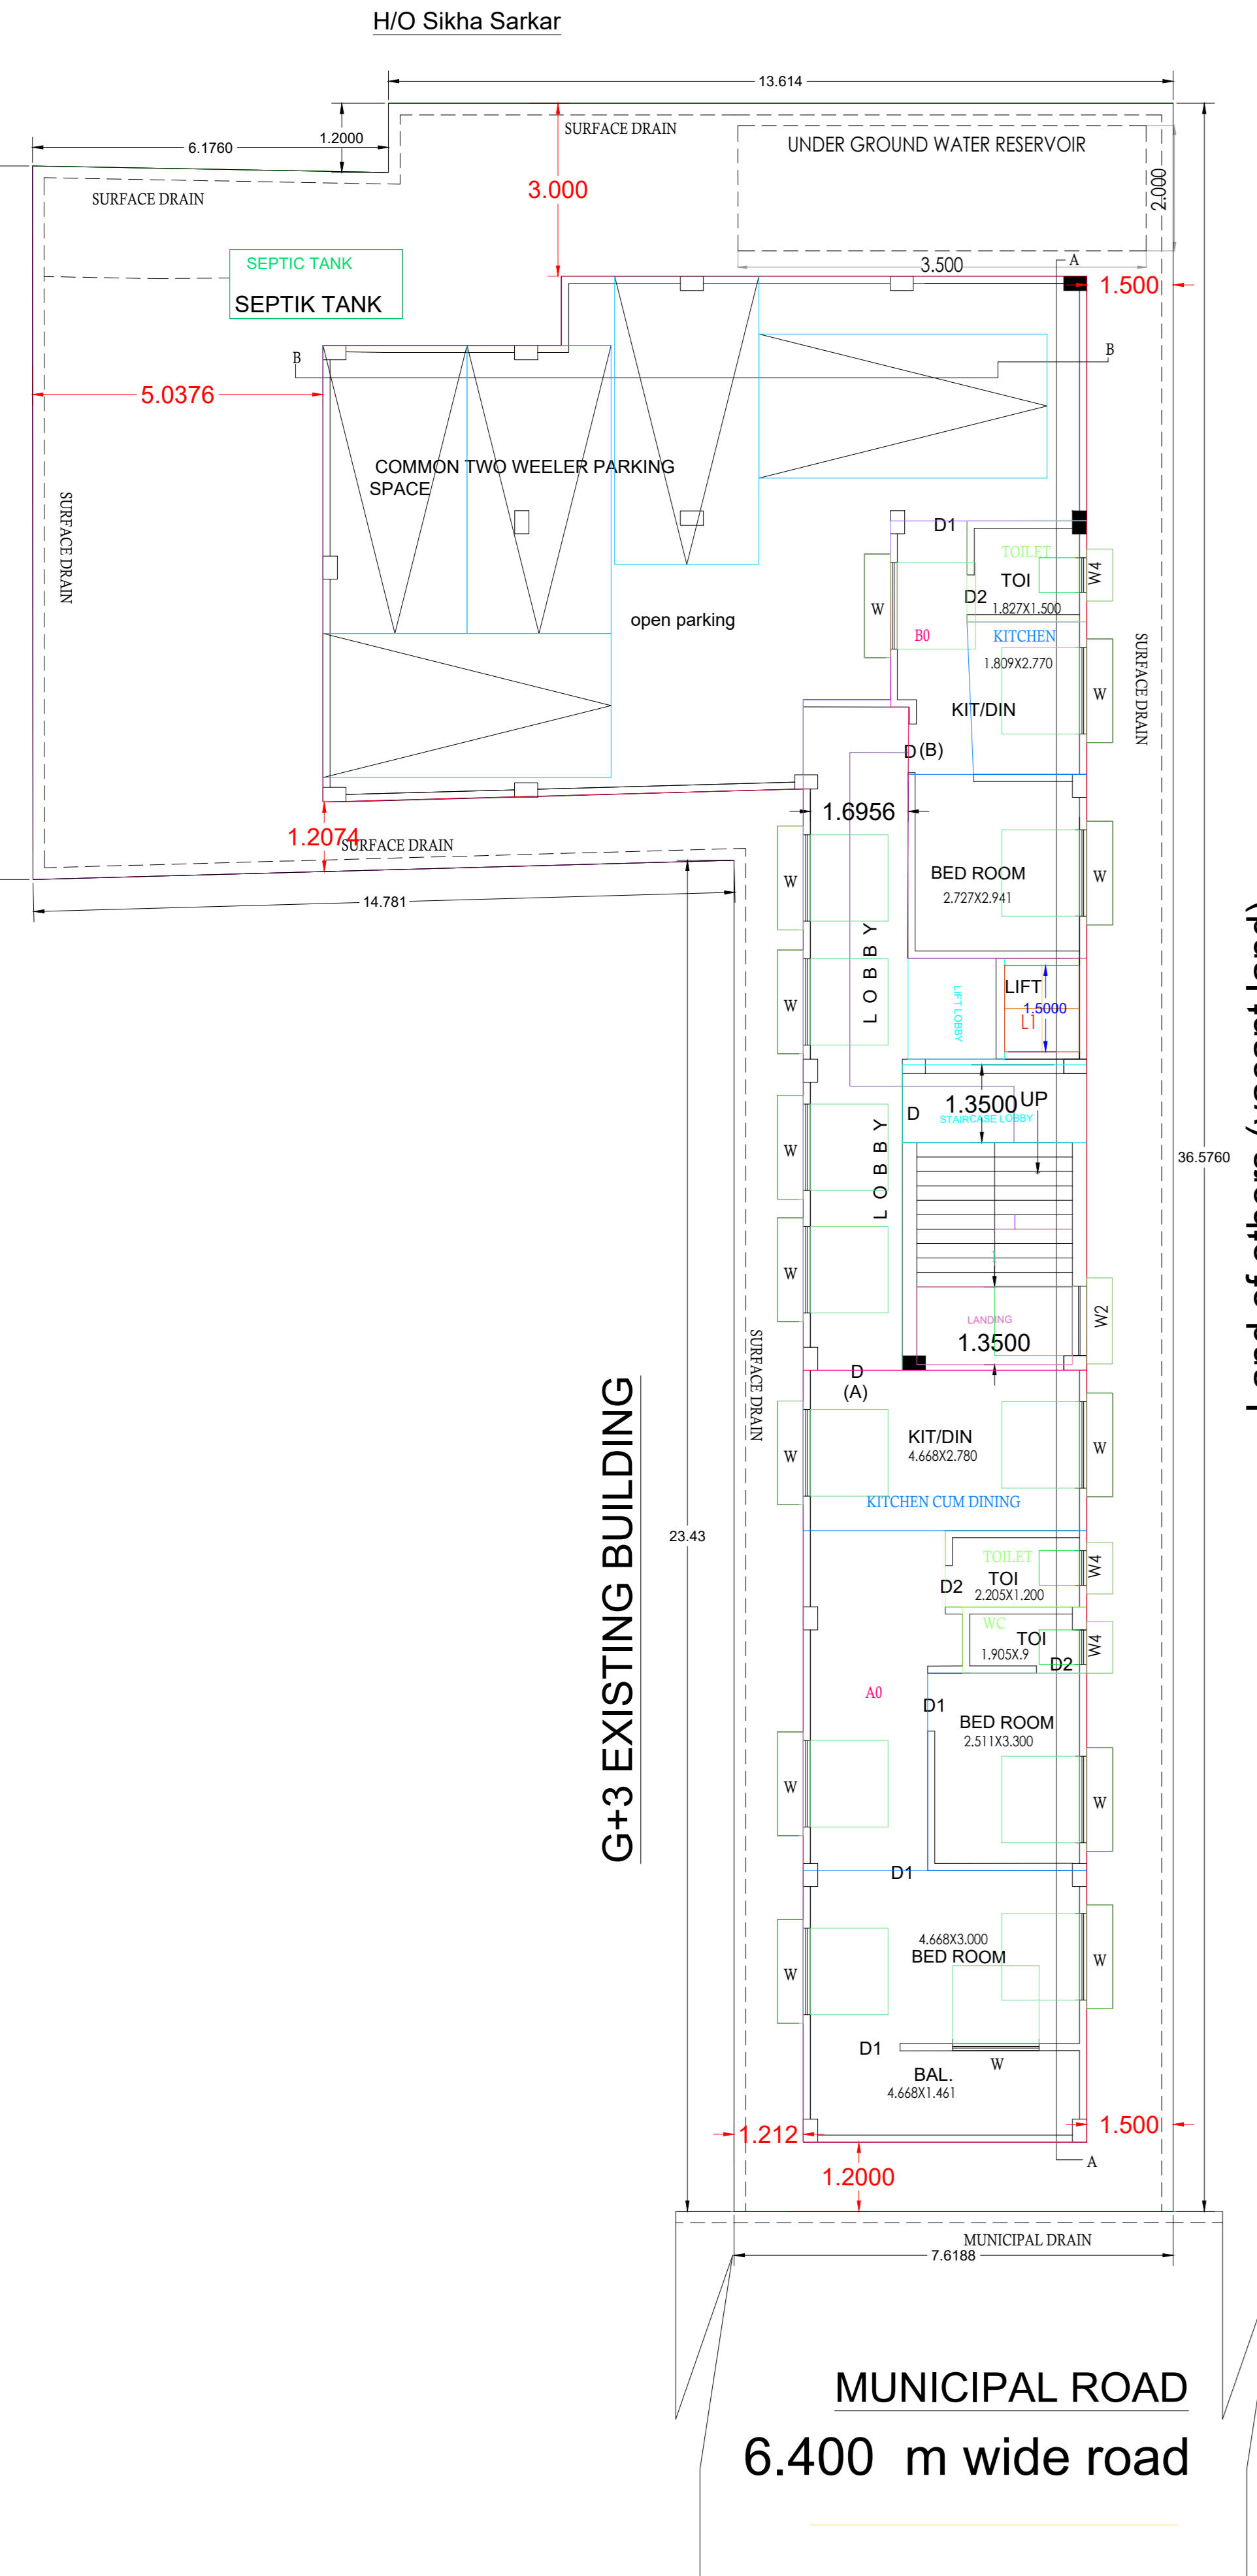 H/O Sikha Sarkar
13.614
1.2000
6.1760
SURFACE DRAIN
UNDER GROUND WATER RESERVOIR
3.000
2.000
SURFACE DRAIN
SEPTIC TANK
SEPTIK TANK
3.500
A
1.500
B
B
5.0376
COMMON TWO WEELER PARKING
SPACE
SURFACE DRAIN
D1
TOILET
TOI
W4
D2
1.827X1.500
W
open parking
B0
KITCHEN
1.809X2.770
SURFACE DRAIN
W
KIT/DIN
D (B)
1.6956
1.2074
SURFACE DRAIN
BED ROOM
2.727X2.941
W
W
14.781
LOBBY
LIFT LOBBY
LIFT
1.5000
L1
W
1.3500
UP
D
STAIRCASE LOBBY
LOBBY
W
36.5760
W
LANDING
1.3500
W2
SURFACE DRAIN
D
(A)
G+3 EXISTING BUILDING
KIT/DIN
4.668X2.780
W
W
KITCHEN CUM DINING
23.43
TOILET
TOI
W4
D2
2.205X1.200
W.C
TOI
W4
1.905X.9
D2
A0
D1
BED ROOM
2.511X3.300
W
W
D1
4.668X3.000
BED ROOM
W
W
D1
W
BAL.
4.668X1.461
1.212
1.500
A
1.2000
MUNICIPAL DRAIN
7.6188
MUNICIPAL ROAD
6.400 m wide road